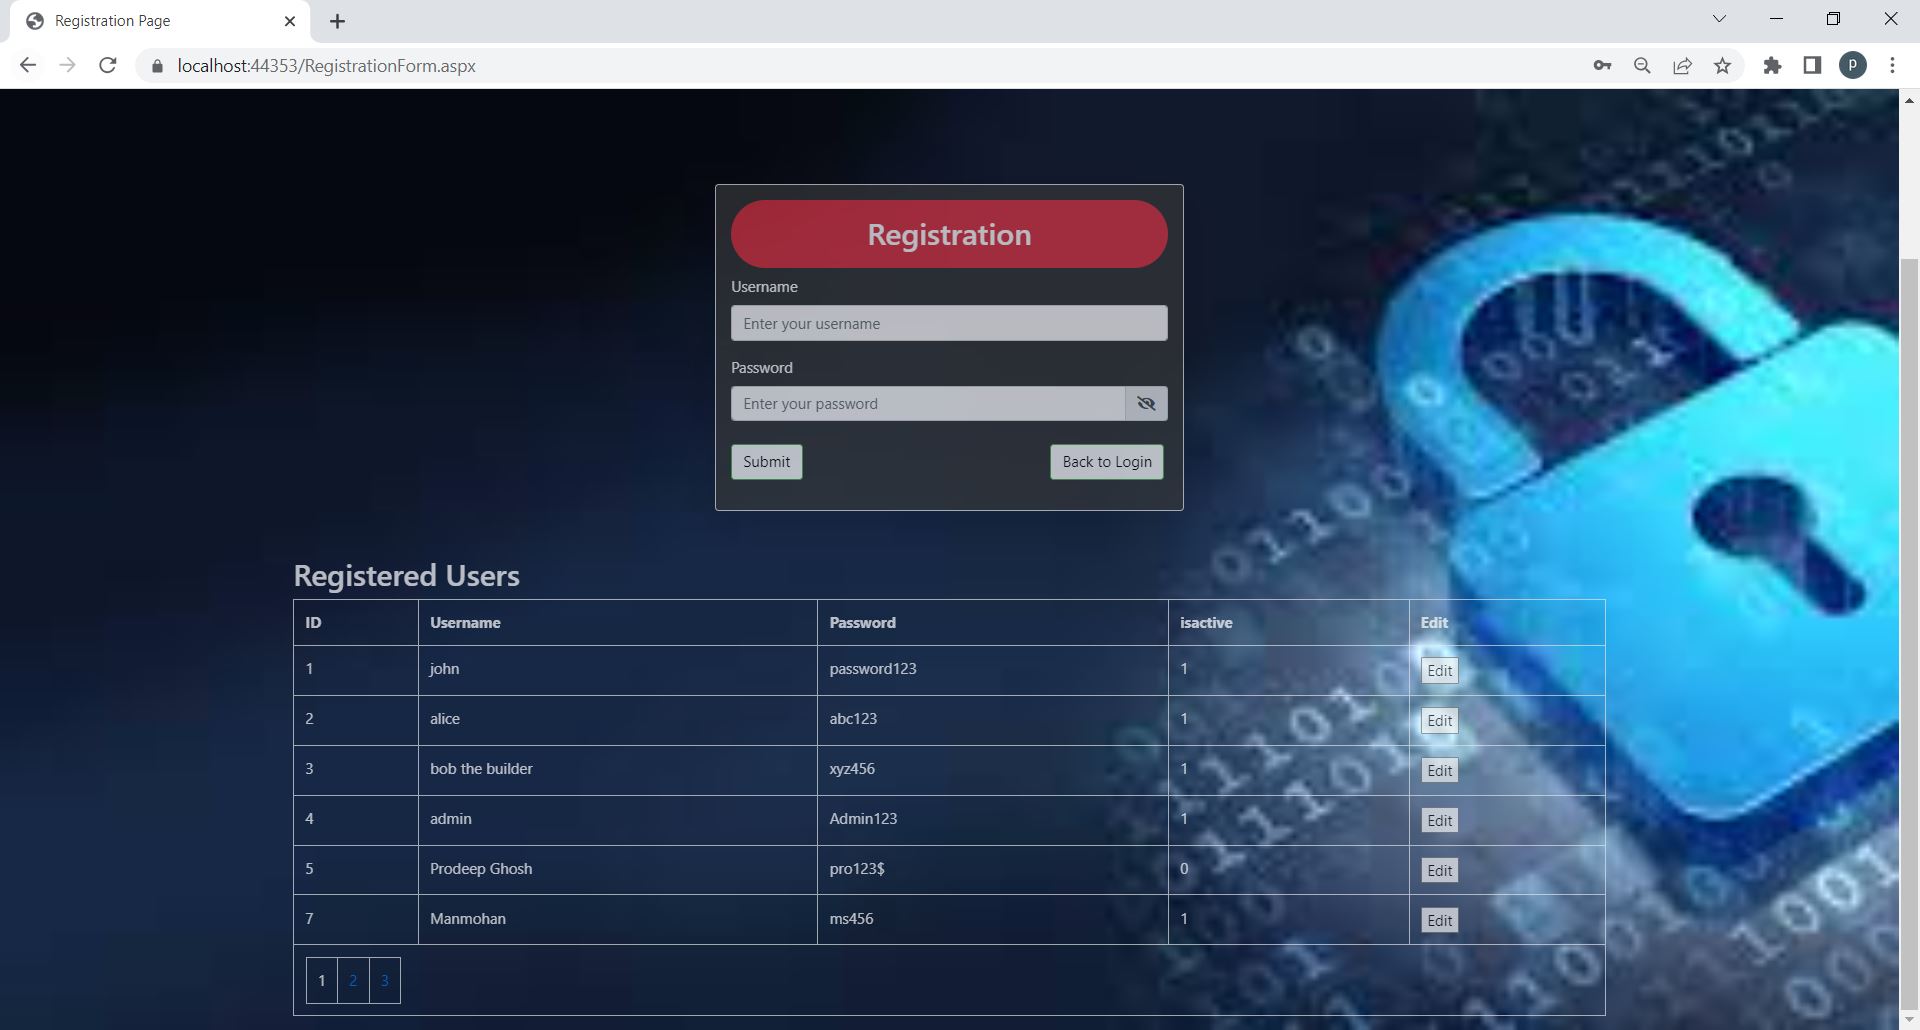 Registration Page
localhost:44353/RegistrationForm.aspx
P
Registration
Username
Enter your username
Password
Enter your password
Submit Back to Login
Registered Users
ID Username Password isactive Edit
1 john password123 1 Edit
2 alice abc123 1 Edit
3 bob the builder xyz456 1 Edit
4 admin Admin123 1 Edit
5 Prodeep Ghosh pro123$ 0 Edit
7 Manmohan ms456 1 Edit
1 2 3